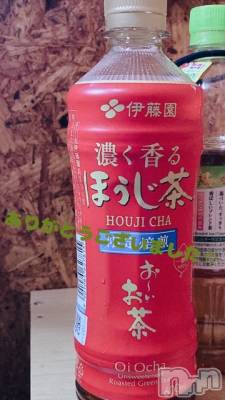 伊藤園
濃く香る
ほうじ茶
HOUJI CHA
ありがとうございました
お〜い
お茶
Oi Ocha
Unsweetened
Roasted Green